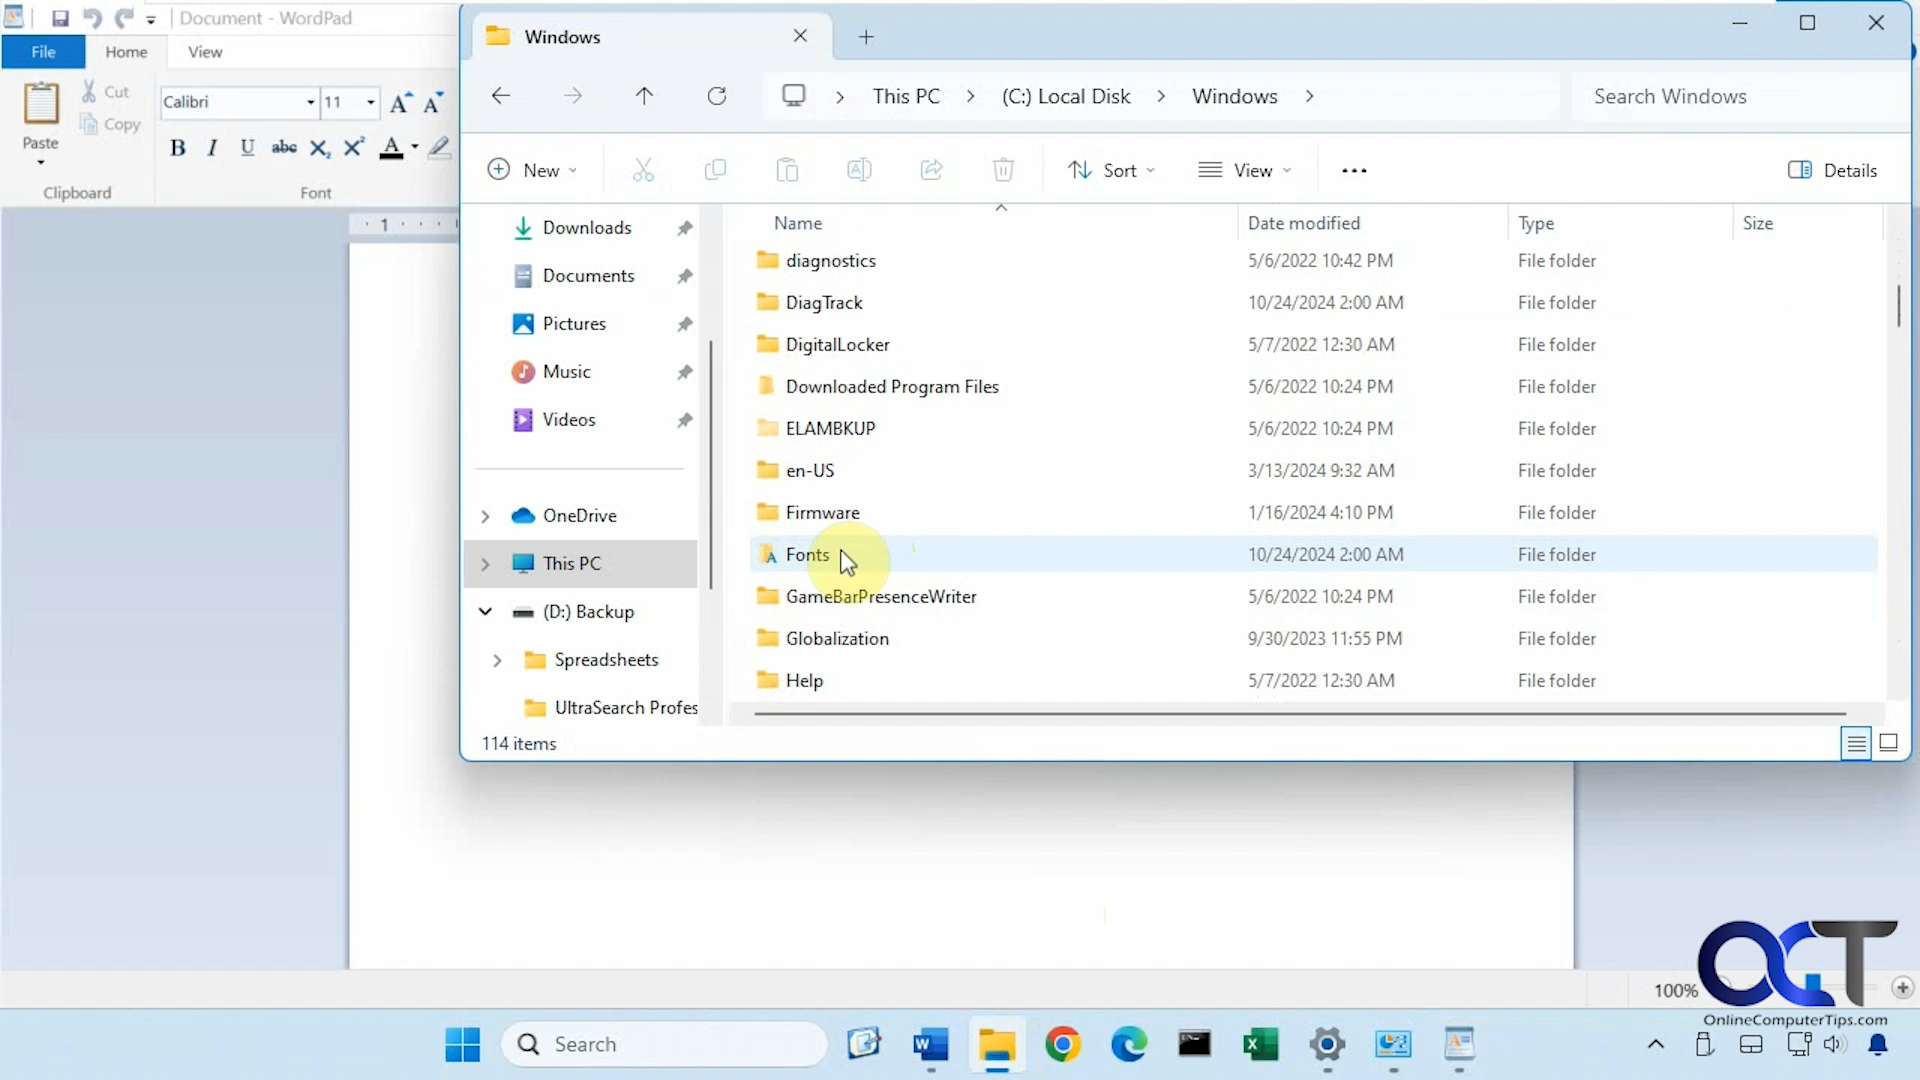 Document - WordPad
File Home View
Cut
Copy
Paste
Calibri 11
B I U abc X₂ X² A
Clipboard Font
1
Windows
This PC > (C:) Local Disk > Windows >
Search Windows
New Sort View ... Details
Downloads
Documents
Pictures
Music
Videos
OneDrive
This PC
(D:) Backup
Spreadsheets
UltraSearch Profes
Name Date modified Type Size
diagnostics 5/6/2022 10:42 PM File folder
DiagTrack 10/24/2024 2:00 AM File folder
DigitalLocker 5/7/2022 12:30 AM File folder
Downloaded Program Files 5/6/2022 10:24 PM File folder
ELAMBKUP 5/6/2022 10:24 PM File folder
en-US 3/13/2024 9:32 AM File folder
Firmware 1/16/2024 4:10 PM File folder
Fonts 10/24/2024 2:00 AM File folder
GameBarPresenceWriter 5/6/2022 10:24 PM File folder
Globalization 9/30/2023 11:55 PM File folder
Help 5/7/2022 12:30 AM File folder
114 items
100%
OCT
OnlineComputerTips.com
Search